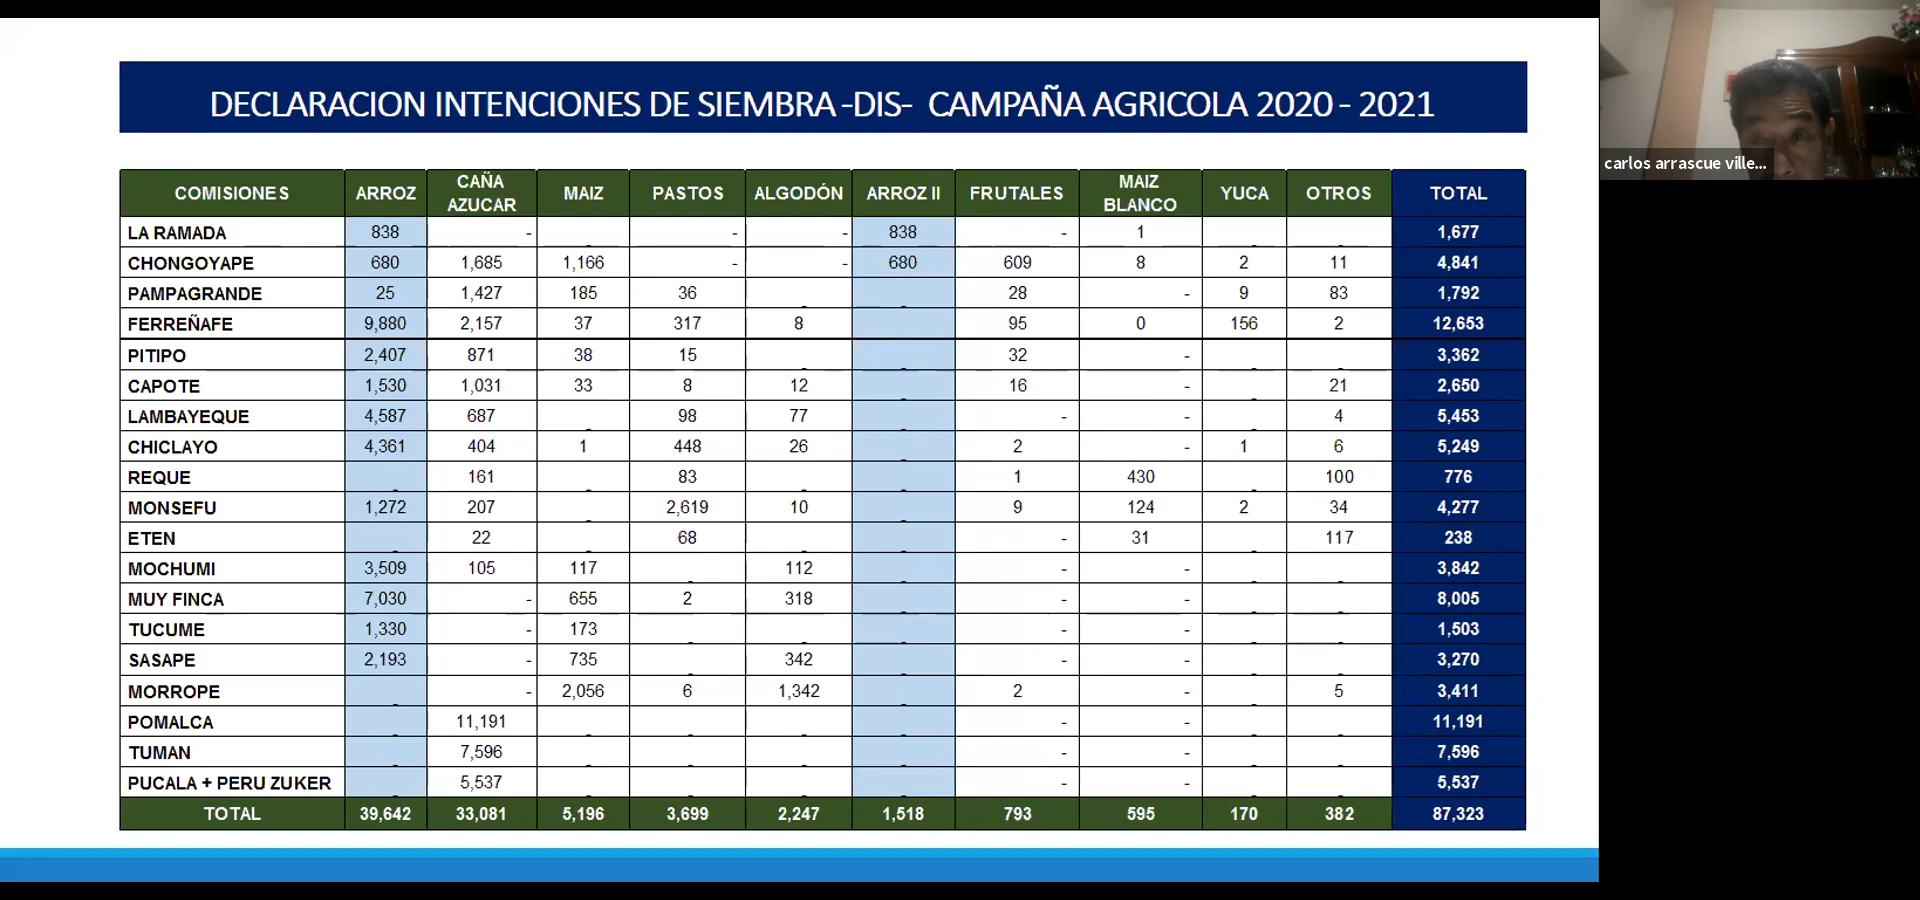 DECLARACION INTENCIONES DE SIEMBRA -DIS- CAMPAÑA AGRICOLA 2020 - 2021
carlos arrascue ville...
COMISIONES ARROZ CAÑA AZUCAR MAIZ PASTOS ALGODÓN ARROZ II FRUTALES MAIZ BLANCO YUCA OTROS TOTAL
LA RAMADA 838 - - - - 838 - 1 - - 1,677
CHONGOYAPE 680 1,685 1,166 - - 680 609 8 2 11 4,841
PAMPAGRANDE 25 1,427 185 36 - - 28 - 9 83 1,792
FERREÑAFE 9,880 2,157 37 317 8 95 0 156 2 12,653
PITIPO 2,407 871 38 15 - - 32 - - - 3,362
CAPOTE 1,530 1,031 33 8 12 - 16 - - 21 2,650
LAMBAYEQUE 4,587 687 - 98 77 - - - - 4 5,453
CHICLAYO 4,361 404 1 448 26 - 2 - 1 6 5,249
REQUE - 161 - 83 - - 1 430 - 100 776
MONSEFU 1,272 207 - 2,619 10 - 9 124 2 34 4,277
ETEN - 22 - 68 - - - 31 - 117 238
MOCHUMI 3,509 105 117 - 112 - - - - - 3,842
MUY FINCA 7,030 - 655 2 318 - - - - - 8,005
TUCUME 1,330 - 173 - - - - - - - 1,503
SASAPE 2,193 - 735 - 342 - - - - - 3,270
MORROPE - - 2,056 6 1,342 - 2 - - 5 3,411
POMALCA - 11,191 - - - - - - - - 11,191
TUMAN - 7,596 - - - - - - - - 7,596
PUCALA + PERU ZUKER - 5,537 - - - - - - - - 5,537
TOTAL 39,642 33,081 5,196 3,699 2,247 1,518 793 595 170 382 87,323